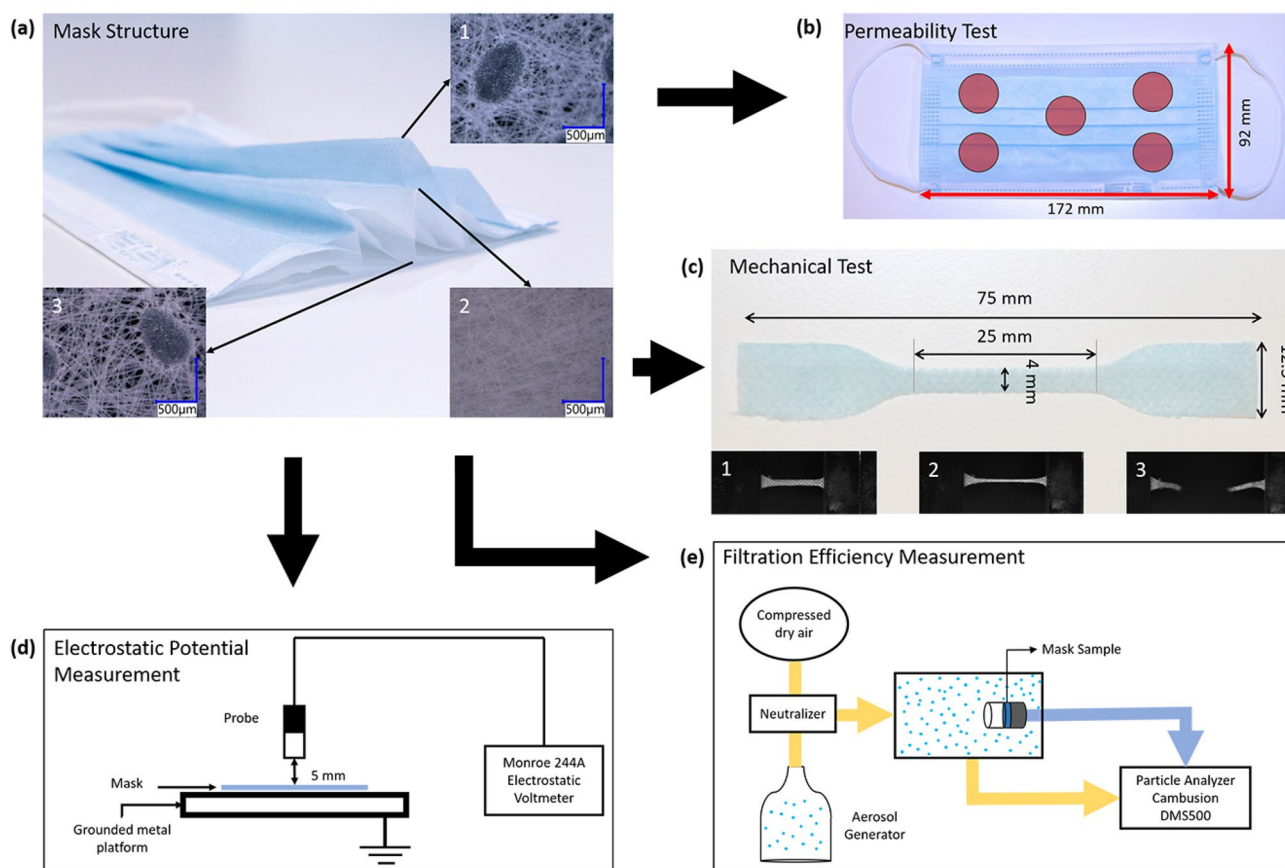 (a) Mask Structure
1
500μm
3
500μm
2
500μm
(b) Permeability Test
92 mm
172 mm
(c) Mechanical Test
75 mm
25 mm
4 mm
1
2
3
(d) Electrostatic Potential
Measurement
Probe
5 mm
Mask
Grounded metal
platform
Monroe 244A
Electrostatic
Voltmeter
(e) Filtration Efficiency Measurement
Compressed
dry air
Neutralizer
Aerosol
Generator
Mask Sample
Particle Analyzer
Cambusion
DMS500